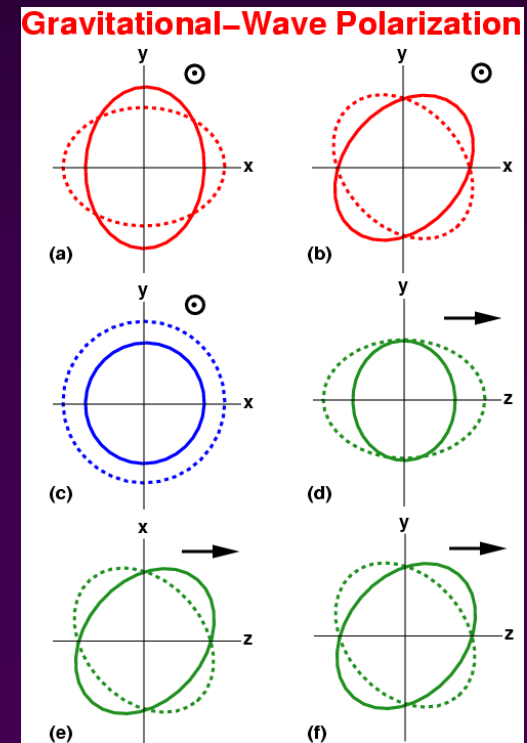 Gravitational–Wave Polarization
y y
x x
(a) (b)
y y
x z
(c) (d)
x y
z z
(e) (f)